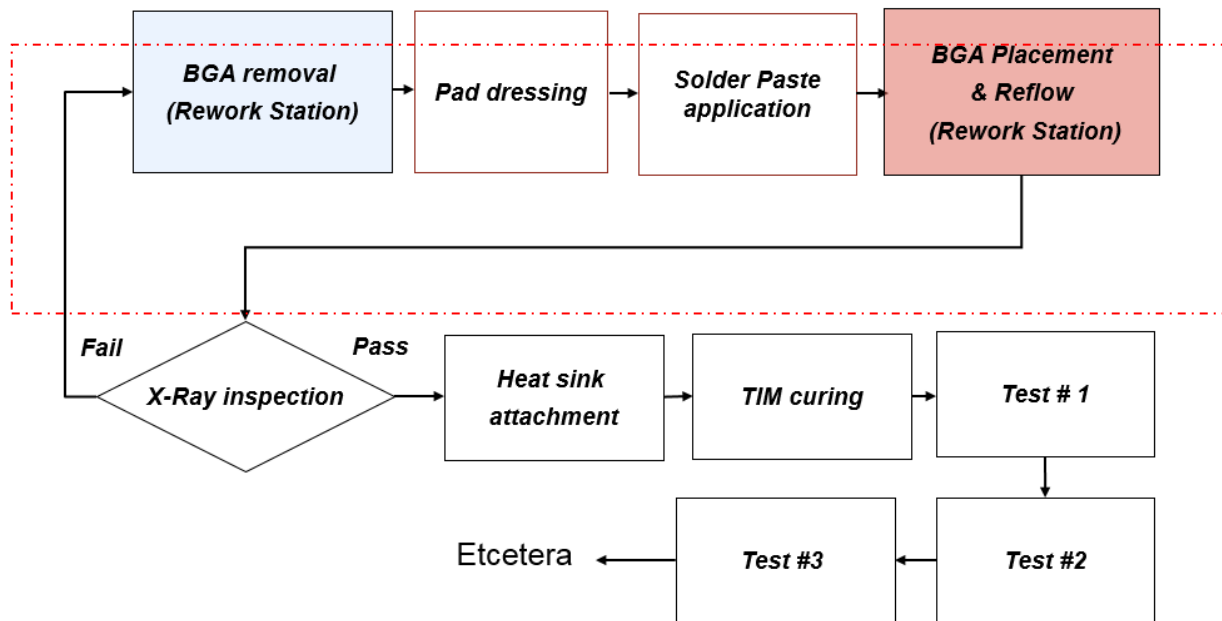 BGA removal
(Rework Station)
Pad dressing
Solder Paste
application
BGA Placement
& Reflow
(Rework Station)
Fail
X-Ray inspection
Pass
Heat sink
attachment
TIM curing
Test # 1
Test #2
Test #3
Etcetera